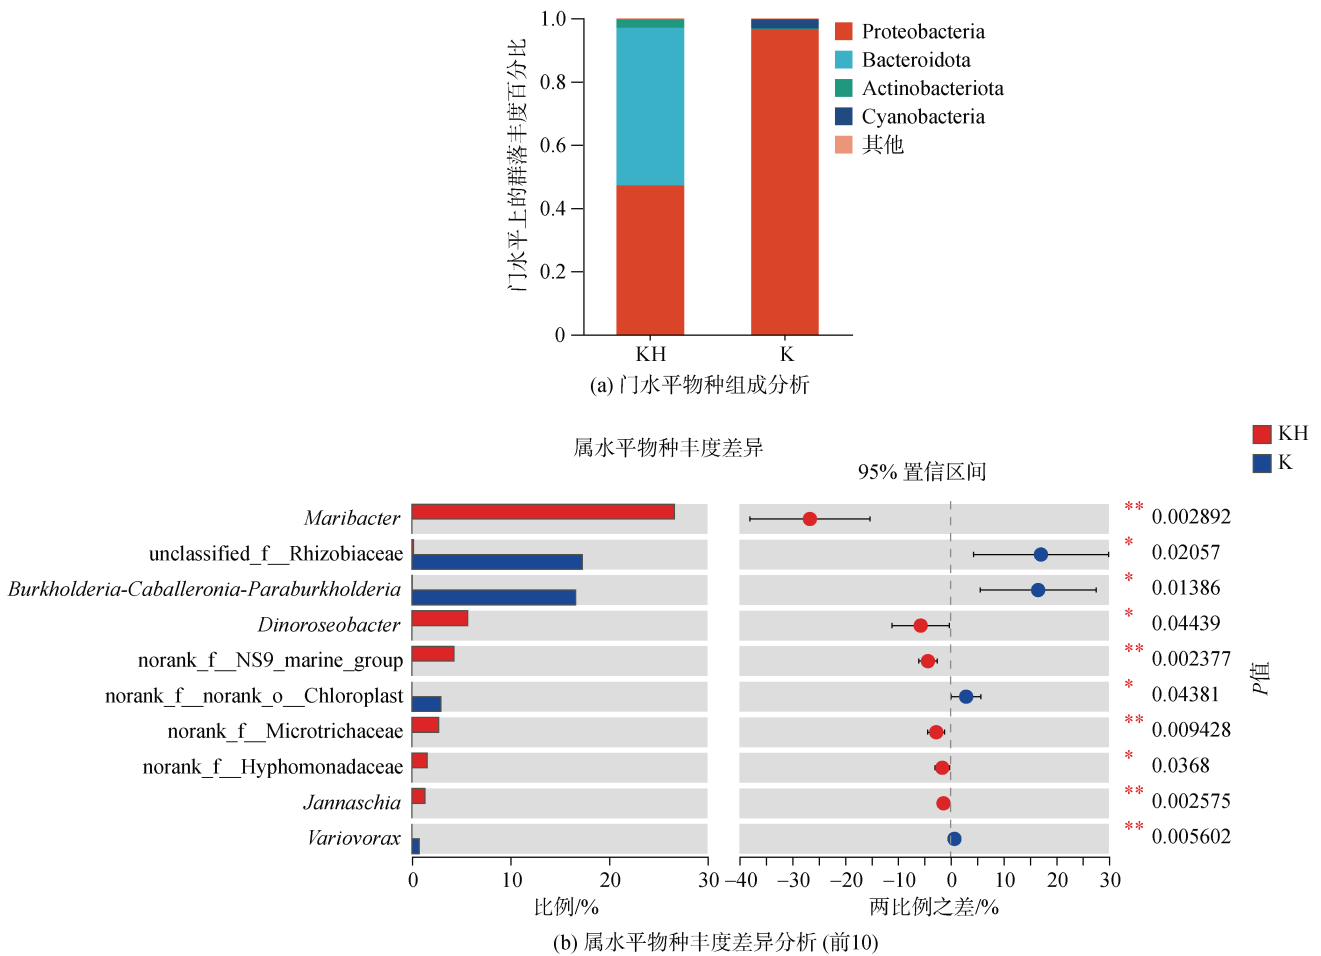 门水平上的群落丰度百分比
1.0
0.8
0.6
0.4
0.2
0
KH
K
Proteobacteria
Bacteroidota
Actinobacteriota
Cyanobacteria
其他
(a) 门水平物种组成分析
属水平物种丰度差异
95% 置信区间
KH
K
Maribacter
** 0.002892
unclassified_f__Rhizobiaceae
* 0.02057
Burkholderia-Caballeronia-Paraburkholderia
* 0.01386
Dinoroseobacter
* 0.04439
norank_f__NS9_marine_group
** 0.002377
norank_f__norank_o__Chloroplast
* 0.04381
norank_f__Microtrichaceae
** 0.009428
norank_f__Hyphomonadaceae
* 0.0368
Jannaschia
** 0.002575
Variovorax
** 0.005602
P值
0 10 20 30
–40 –30 –20 –10 0 10 20 30
比例/%
两比例之差/%
(b) 属水平物种丰度差异分析 (前10)